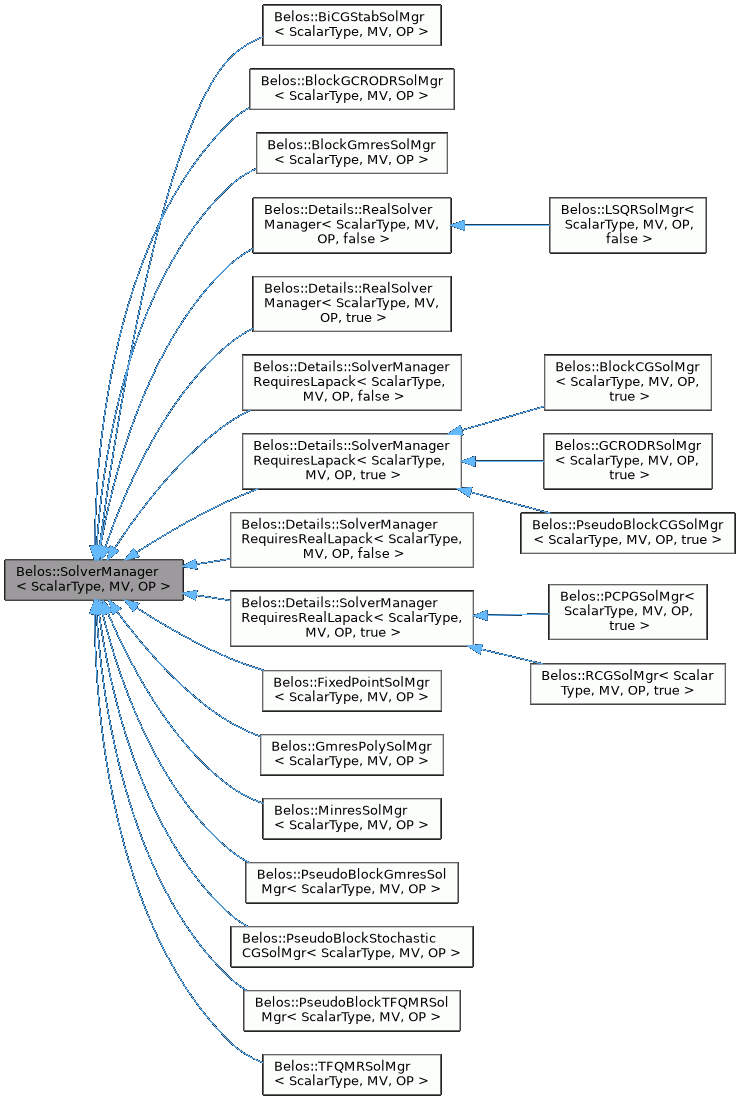 Belos::BiCGStabSolMgr
< ScalarType, MV, OP >
Belos::BlockGCRODRSolMgr
< ScalarType, MV, OP >
Belos::BlockGmresSolMgr
< ScalarType, MV, OP >
Belos::Details::RealSolver
Manager< ScalarType, MV,
OP, false >
Belos::LSQRSolMgr<
ScalarType, MV, OP,
false >
Belos::Details::RealSolver
Manager< ScalarType, MV,
OP, true >
Belos::Details::SolverManager
RequiresLapack< ScalarType,
MV, OP, false >
Belos::BlockCGSolMgr
< ScalarType, MV, OP,
true >
Belos::Details::SolverManager
RequiresLapack< ScalarType,
MV, OP, true >
Belos::GCRODRSolMgr
< ScalarType, MV, OP,
true >
Belos::PseudoBlockCGSolMgr
< ScalarType, MV, OP, true >
Belos::Details::SolverManager
RequiresRealLapack< ScalarType,
MV, OP, false >
Belos::SolverManager
< ScalarType, MV, OP >
Belos::Details::SolverManager
RequiresRealLapack< ScalarType,
MV, OP, true >
Belos::PCPGSolMgr<
ScalarType, MV, OP,
true >
Belos::RCGSolMgr< Scalar
Type, MV, OP, true >
Belos::FixedPointSolMgr
< ScalarType, MV, OP >
Belos::GmresPolySolMgr
< ScalarType, MV, OP >
Belos::MinresSolMgr
< ScalarType, MV, OP >
Belos::PseudoBlockGmresSol
Mgr< ScalarType, MV, OP >
Belos::PseudoBlockStochastic
CGSolMgr< ScalarType, MV, OP >
Belos::PseudoBlockTFQMRSol
Mgr< ScalarType, MV, OP >
Belos::TFQMRSolMgr
< ScalarType, MV, OP >